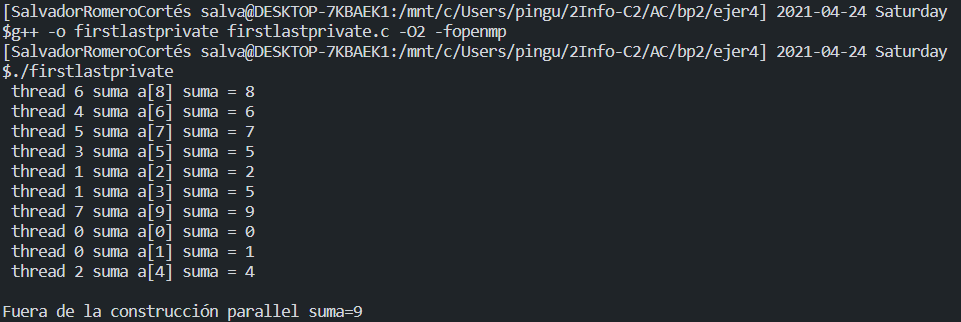 [SalvadorRomeroCortés salva@DESKTOP-7KBAEK1:/mnt/c/Users/pingu/2Info-C2/AC/bp2/ejer4] 2021-04-24 Saturday
$g++ -o firstlastprivate firstlastprivate.c -O2 -fopenmp
[SalvadorRomeroCortés salva@DESKTOP-7KBAEK1:/mnt/c/Users/pingu/2Info-C2/AC/bp2/ejer4] 2021-04-24 Saturday
$./firstlastprivate
thread 6 suma a[8] suma = 8
thread 4 suma a[6] suma = 6
thread 5 suma a[7] suma = 7
thread 3 suma a[5] suma = 5
thread 1 suma a[2] suma = 2
thread 1 suma a[3] suma = 5
thread 7 suma a[9] suma = 9
thread 0 suma a[0] suma = 0
thread 0 suma a[1] suma = 1
thread 2 suma a[4] suma = 4
Fuera de la construcción parallel suma=9